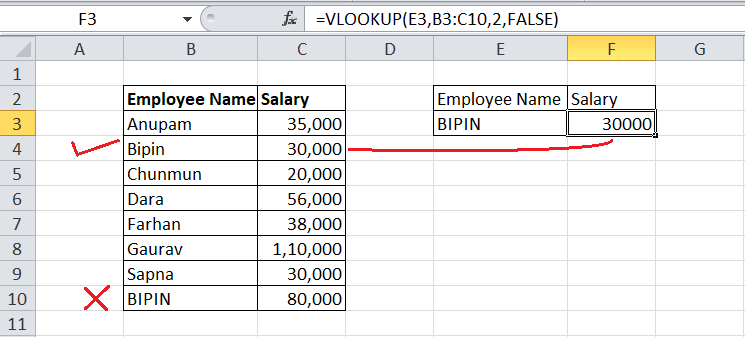 F3 fx =VLOOKUP(E3,B3:C10,2,FALSE)
A B C D E F G
1
2 Employee Name Salary Employee Name Salary
3 Anupam 35,000 BIPIN 30000
4 Bipin 30,000
5 Chunmun 20,000
6 Dara 56,000
7 Farhan 38,000
8 Gaurav 1,10,000
9 Sapna 30,000
10 BIPIN 80,000
11